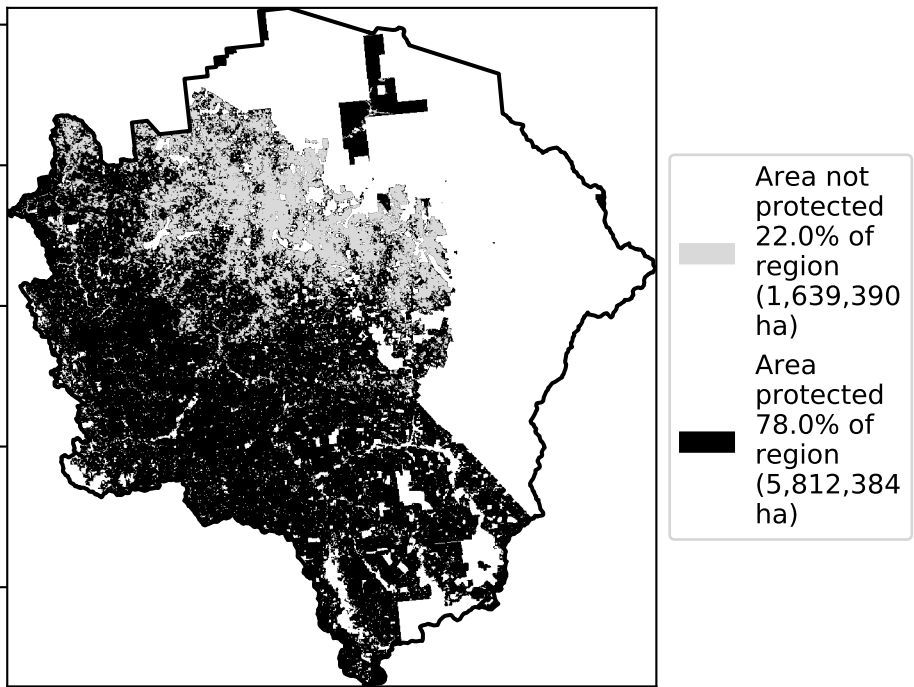 Area not
protected
22.0% of
region
(1,639,390
ha)
Area
protected
78.0% of
region
(5,812,384
ha)